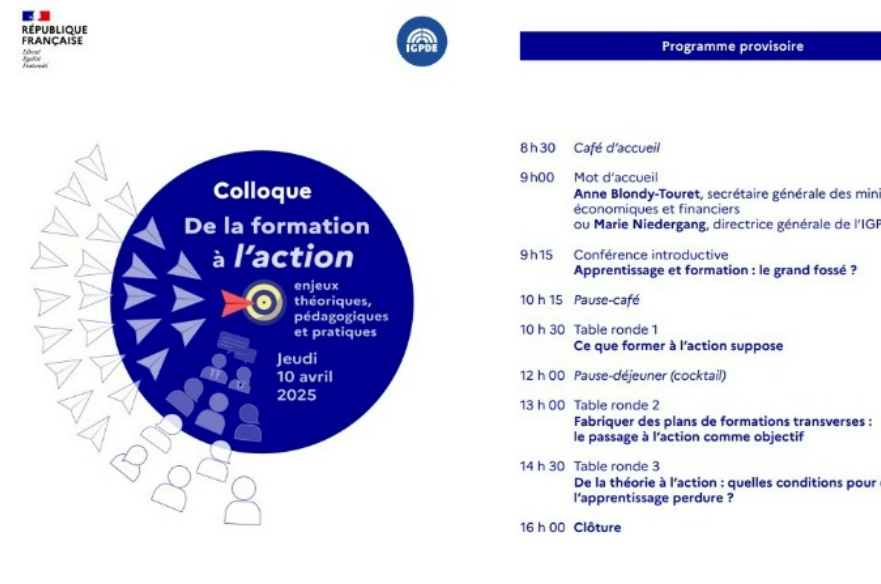 RÉPUBLIQUE
FRANÇAISE
Liberté
Égalité
Fraternité
IGPDE
Colloque
De la formation
à l'action
enjeux
théoriques,
pédagogiques
et pratiques
Jeudi
10 avril
2025
Programme provisoire
8h30 Café d'accueil
9h00 Mot d'accueil
Anne Blondy-Touret, secrétaire générale des mini
économiques et financiers
ou Marie Niedergang, directrice générale de l'IGP
9h15 Conférence introductive
Apprentissage et formation : le grand fossé ?
10 h 15 Pause-café
10 h 30 Table ronde 1
Ce que former à l'action suppose
12 h 00 Pause-déjeuner (cocktail)
13 h 00 Table ronde 2
Fabriquer des plans de formations transverses :
le passage à l'action comme objectif
14 h 30 Table ronde 3
De la théorie à l'action : quelles conditions pour
l'apprentissage perdure ?
16 h 00 Clôture